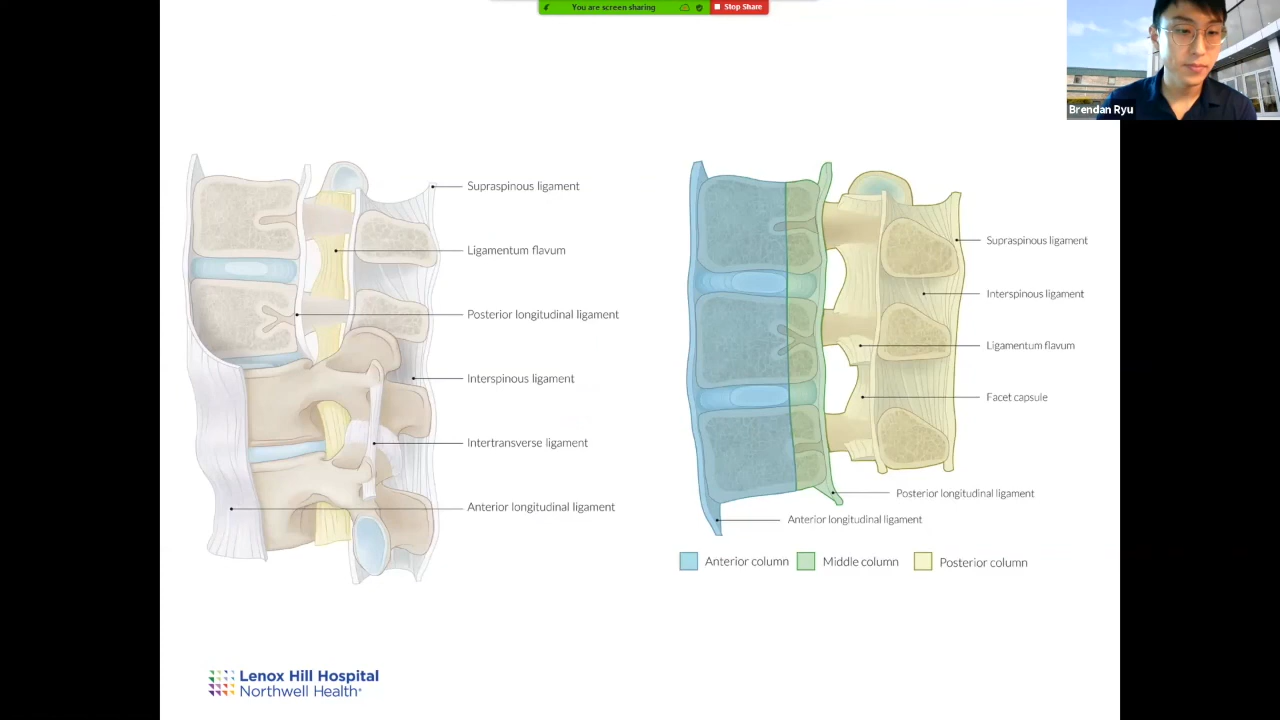 You are screen sharing
Stop Share
Brendan Ryu
Supraspinous ligament
Ligamentum flavum
Posterior longitudinal ligament
Interspinous ligament
Intertransverse ligament
Anterior longitudinal ligament
Supraspinous ligament
Interspinous ligament
Ligamentum flavum
Facet capsule
Posterior longitudinal ligament
Anterior longitudinal ligament
Anterior column
Middle column
Posterior column
Lenox Hill Hospital
Northwell Health®